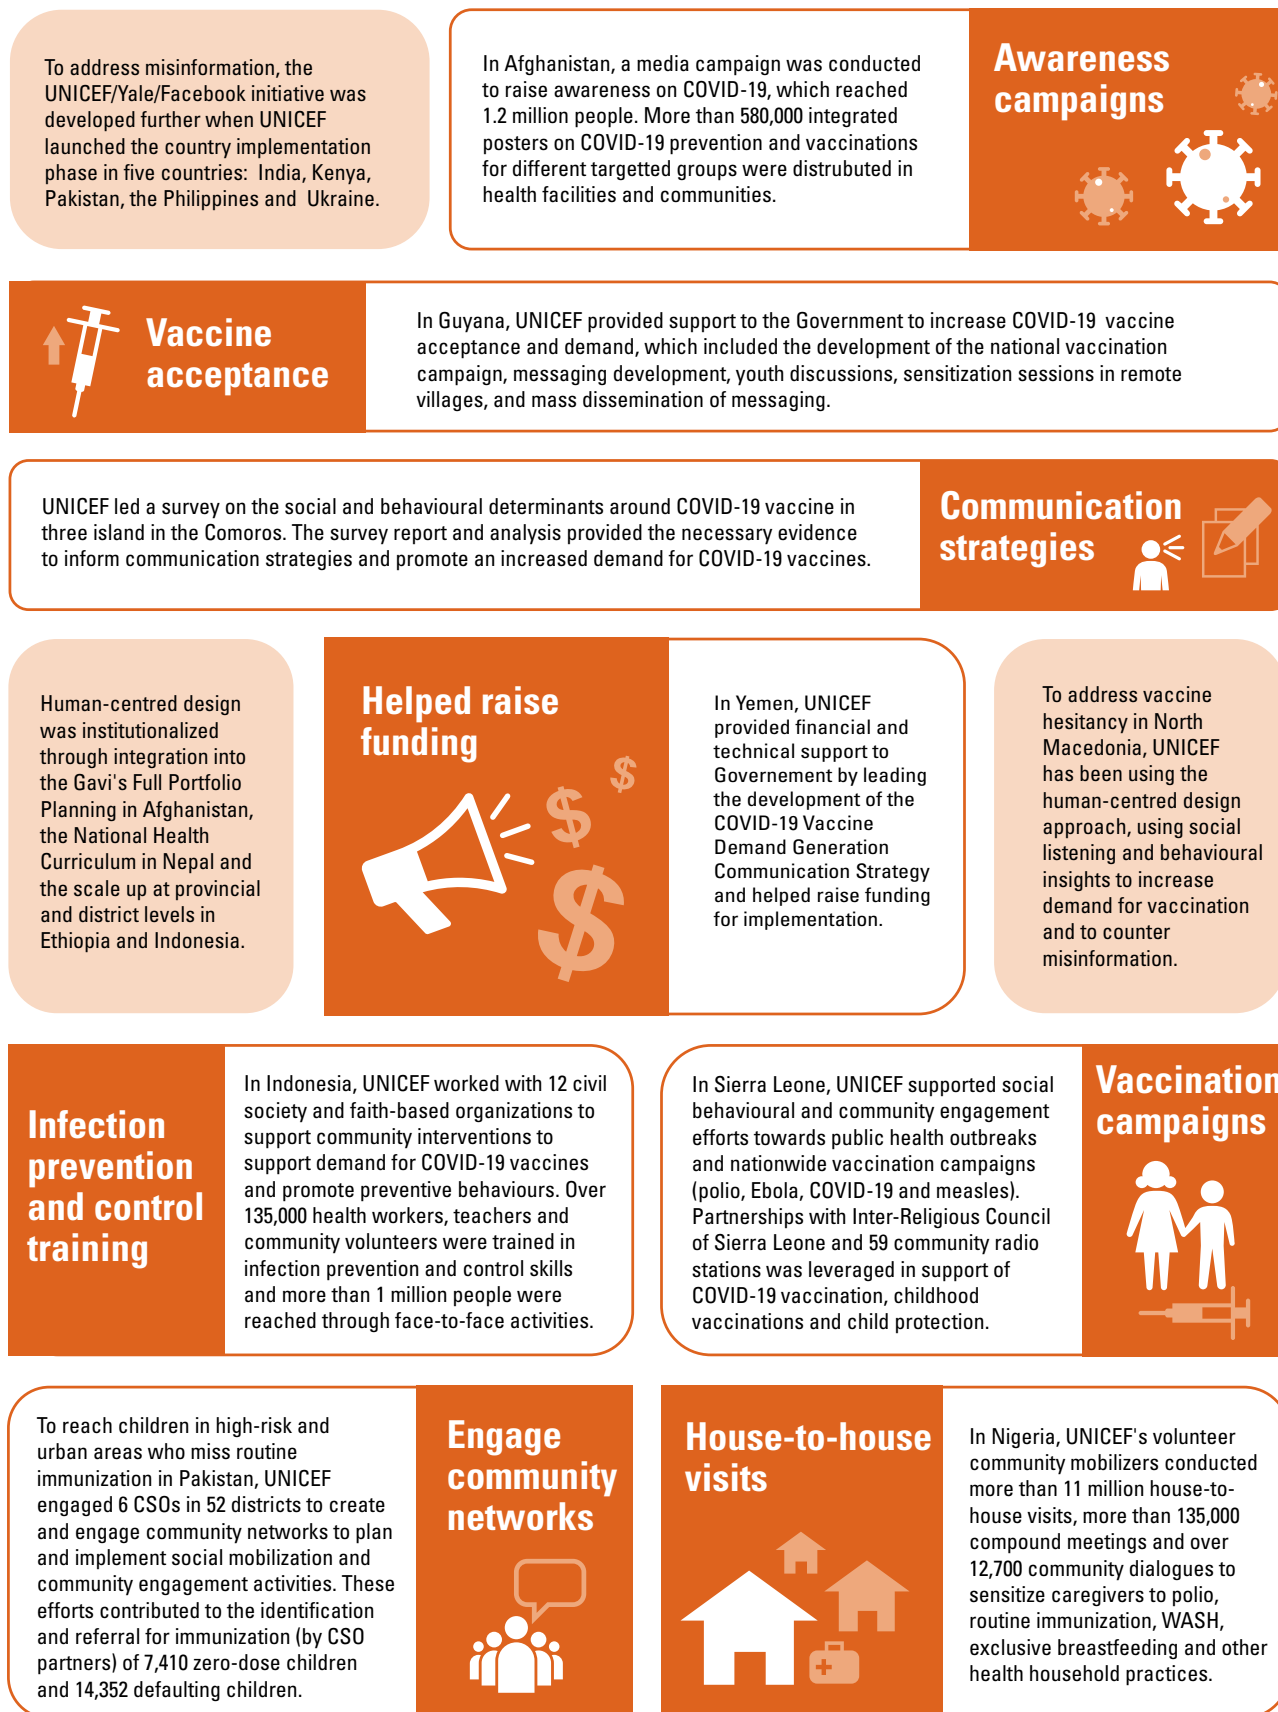 To address misinformation, the
UNICEF/Yale/Facebook initiative was
developed further when UNICEF
launched the country implementation
phase in five countries:  India, Kenya,
Pakistan, the Philippines and  Ukraine.
In Afghanistan, a media campaign was conducted
to raise awareness on COVID-19, which reached
1.2 million people. More than 580,000 integrated
posters on COVID-19 prevention and vaccinations
for different targetted groups were distrubuted in
health facilities and communities.
Awareness
campaigns
Vaccine
acceptance
In Guyana, UNICEF provided support to the Government to increase COVID-19  vaccine
acceptance and demand, which included the development of the national vaccination
campaign, messaging development, youth discussions, sensitization sessions in remote
villages, and mass dissemination of messaging.
UNICEF led a survey on the social and behavioural determinants around COVID-19 vaccine in
three island in the Comoros. The survey report and analysis provided the necessary evidence
to inform communication strategies and promote an increased demand for COVID-19 vaccines.
Communication
strategies
Human-centred design
was institutionalized
through integration into
the Gavi's Full Portfolio
Planning in Afghanistan,
the National Health
Curriculum in Nepal and
the scale up at provincial
and district levels in
Ethiopia and Indonesia.
Helped raise
funding
$
$
$
In Yemen, UNICEF
provided financial and
technical support to
Governement by leading
the development of the
COVID-19 Vaccine
Demand Generation
Communication Strategy
and helped raise funding
for implementation.
To address vaccine
hesitancy in North
Macedonia, UNICEF
has been using the
human-centred design
approach, using social
listening and behavioural
insights to increase
demand for vaccination
and to counter
misinformation.
Infection
prevention
and control
training
In Indonesia, UNICEF worked with 12 civil
society and faith-based organizations to
support community interventions to
support demand for COVID-19 vaccines
and promote preventive behaviours. Over
135,000 health workers, teachers and
community volunteers were trained in
infection prevention and control skills
and more than 1 million people were
reached through face-to-face activities.
In Sierra Leone, UNICEF supported social
behavioural and community engagement
efforts towards public health outbreaks
and nationwide vaccination campaigns
(polio, Ebola, COVID-19 and measles).
Partnerships with Inter-Religious Council
of Sierra Leone and 59 community radio
stations was leveraged in support of
COVID-19 vaccination, childhood
vaccinations and child protection.
Vaccination
campaigns
To reach children in high-risk and
urban areas who miss routine
immunization in Pakistan, UNICEF
engaged 6 CSOs in 52 districts to create
and engage community networks to plan
and implement social mobilization and
community engagement activities. These
efforts contributed to the identification
and referral for immunization (by CSO
partners) of 7,410 zero-dose children
and 14,352 defaulting children.
Engage
community
networks
House-to-house
visits
In Nigeria, UNICEF's volunteer
community mobilizers conducted
more than 11 million house-to-
house visits, more than 135,000
compound meetings and over
12,700 community dialogues to
sensitize caregivers to polio,
routine immunization, WASH,
exclusive breastfeeding and other
health household practices.